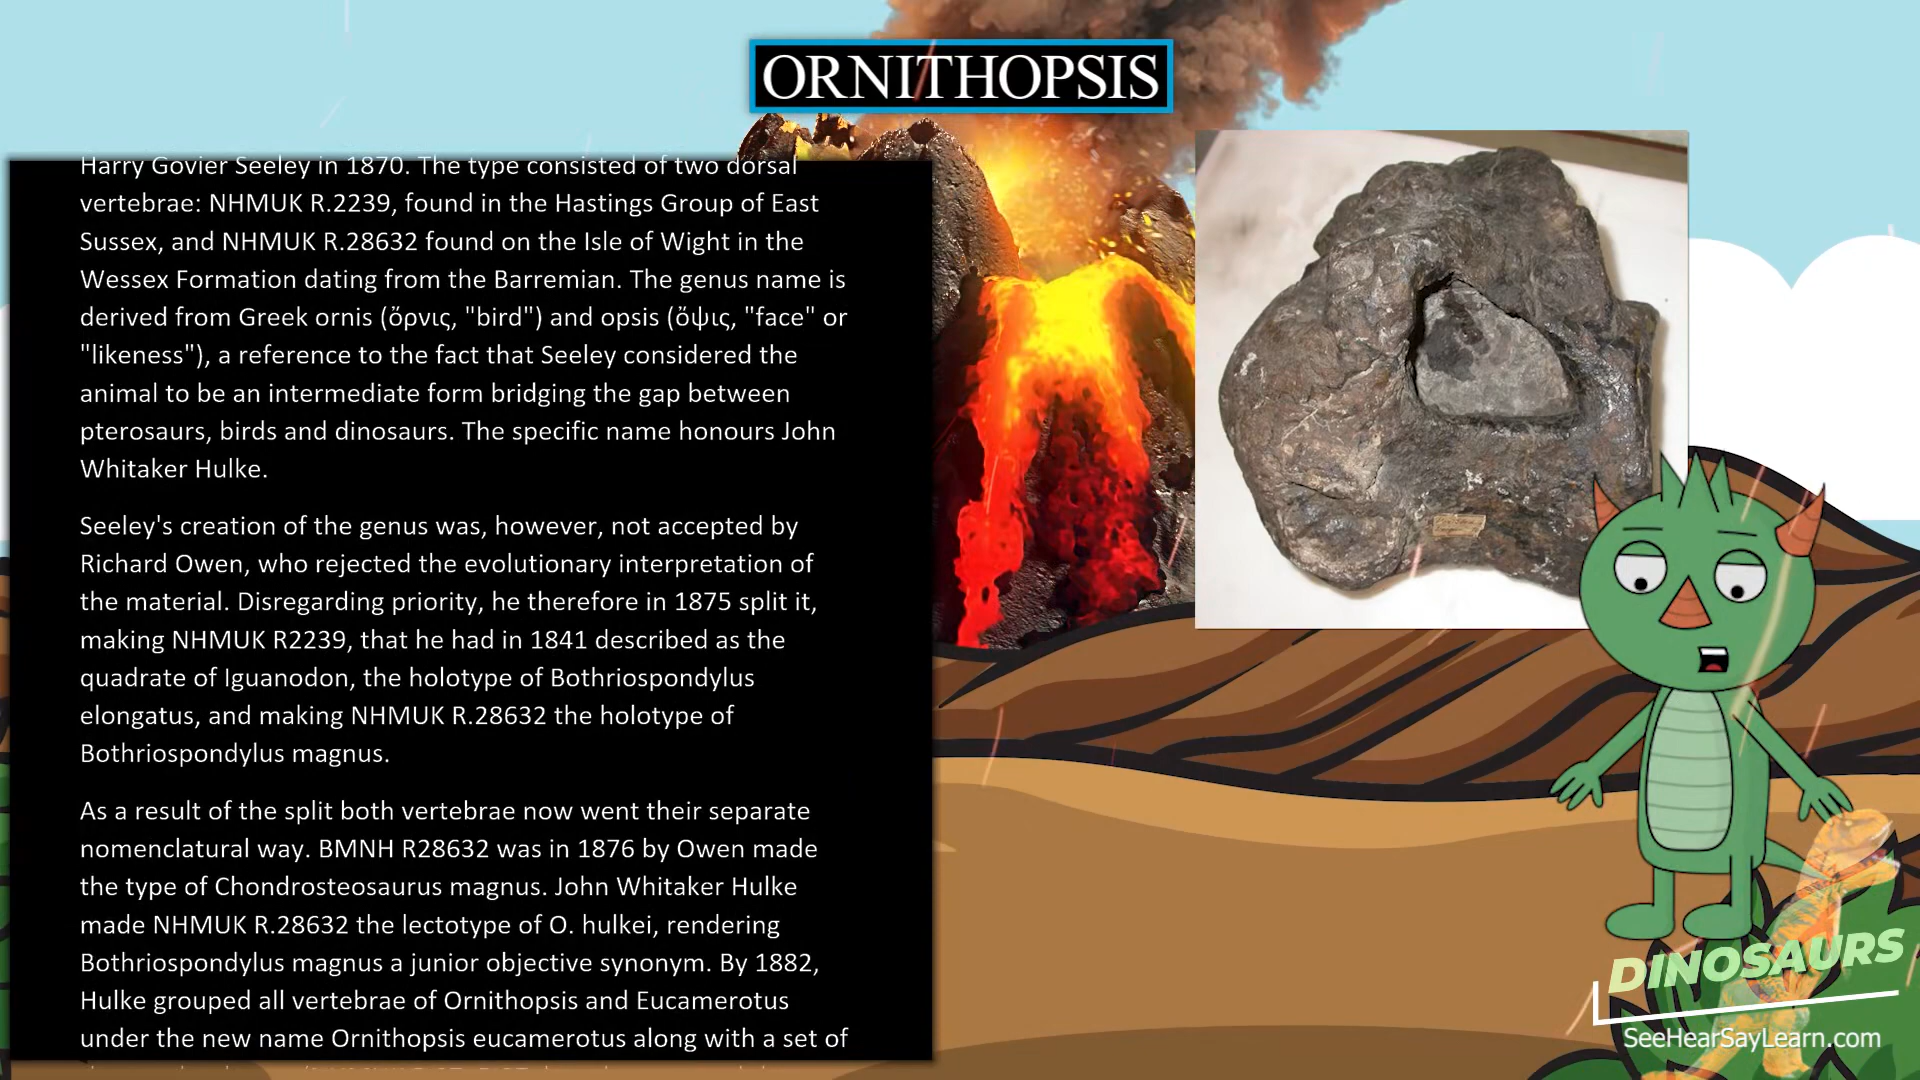 ORNITHOPSIS
Harry Govier Seeley in 1870. The type consisted of two dorsal
vertebrae: NHMUK R.2239, found in the Hastings Group of East
Sussex, and NHMUK R.28632 found on the Isle of Wight in the
Wessex Formation dating from the Barremian. The genus name is
derived from Greek ornis (ὄρνις, "bird") and opsis (ὄψις, "face" or
"likeness"), a reference to the fact that Seeley considered the
animal to be an intermediate form bridging the gap between
pterosaurs, birds and dinosaurs. The specific name honours John
Whitaker Hulke.
Seeley's creation of the genus was, however, not accepted by
Richard Owen, who rejected the evolutionary interpretation of
the material. Disregarding priority, he therefore in 1875 split it,
making NHMUK R2239, that he had in 1841 described as the
quadrate of Iguanodon, the holotype of Bothriospondylus
elongatus, and making NHMUK R.28632 the holotype of
Bothriospondylus magnus.
As a result of the split both vertebrae now went their separate
nomenclatural way. BMNH R28632 was in 1876 by Owen made
the type of Chondrosteosaurus magnus. John Whitaker Hulke
made NHMUK R.28632 the lectotype of O. hulkei, rendering
Bothriospondylus magnus a junior objective synonym. By 1882,
Hulke grouped all vertebrae of Ornithopsis and Eucamerotus
under the new name Ornithopsis eucamerotus along with a set of
DINOSAURS
SeeHearSayLearn.com